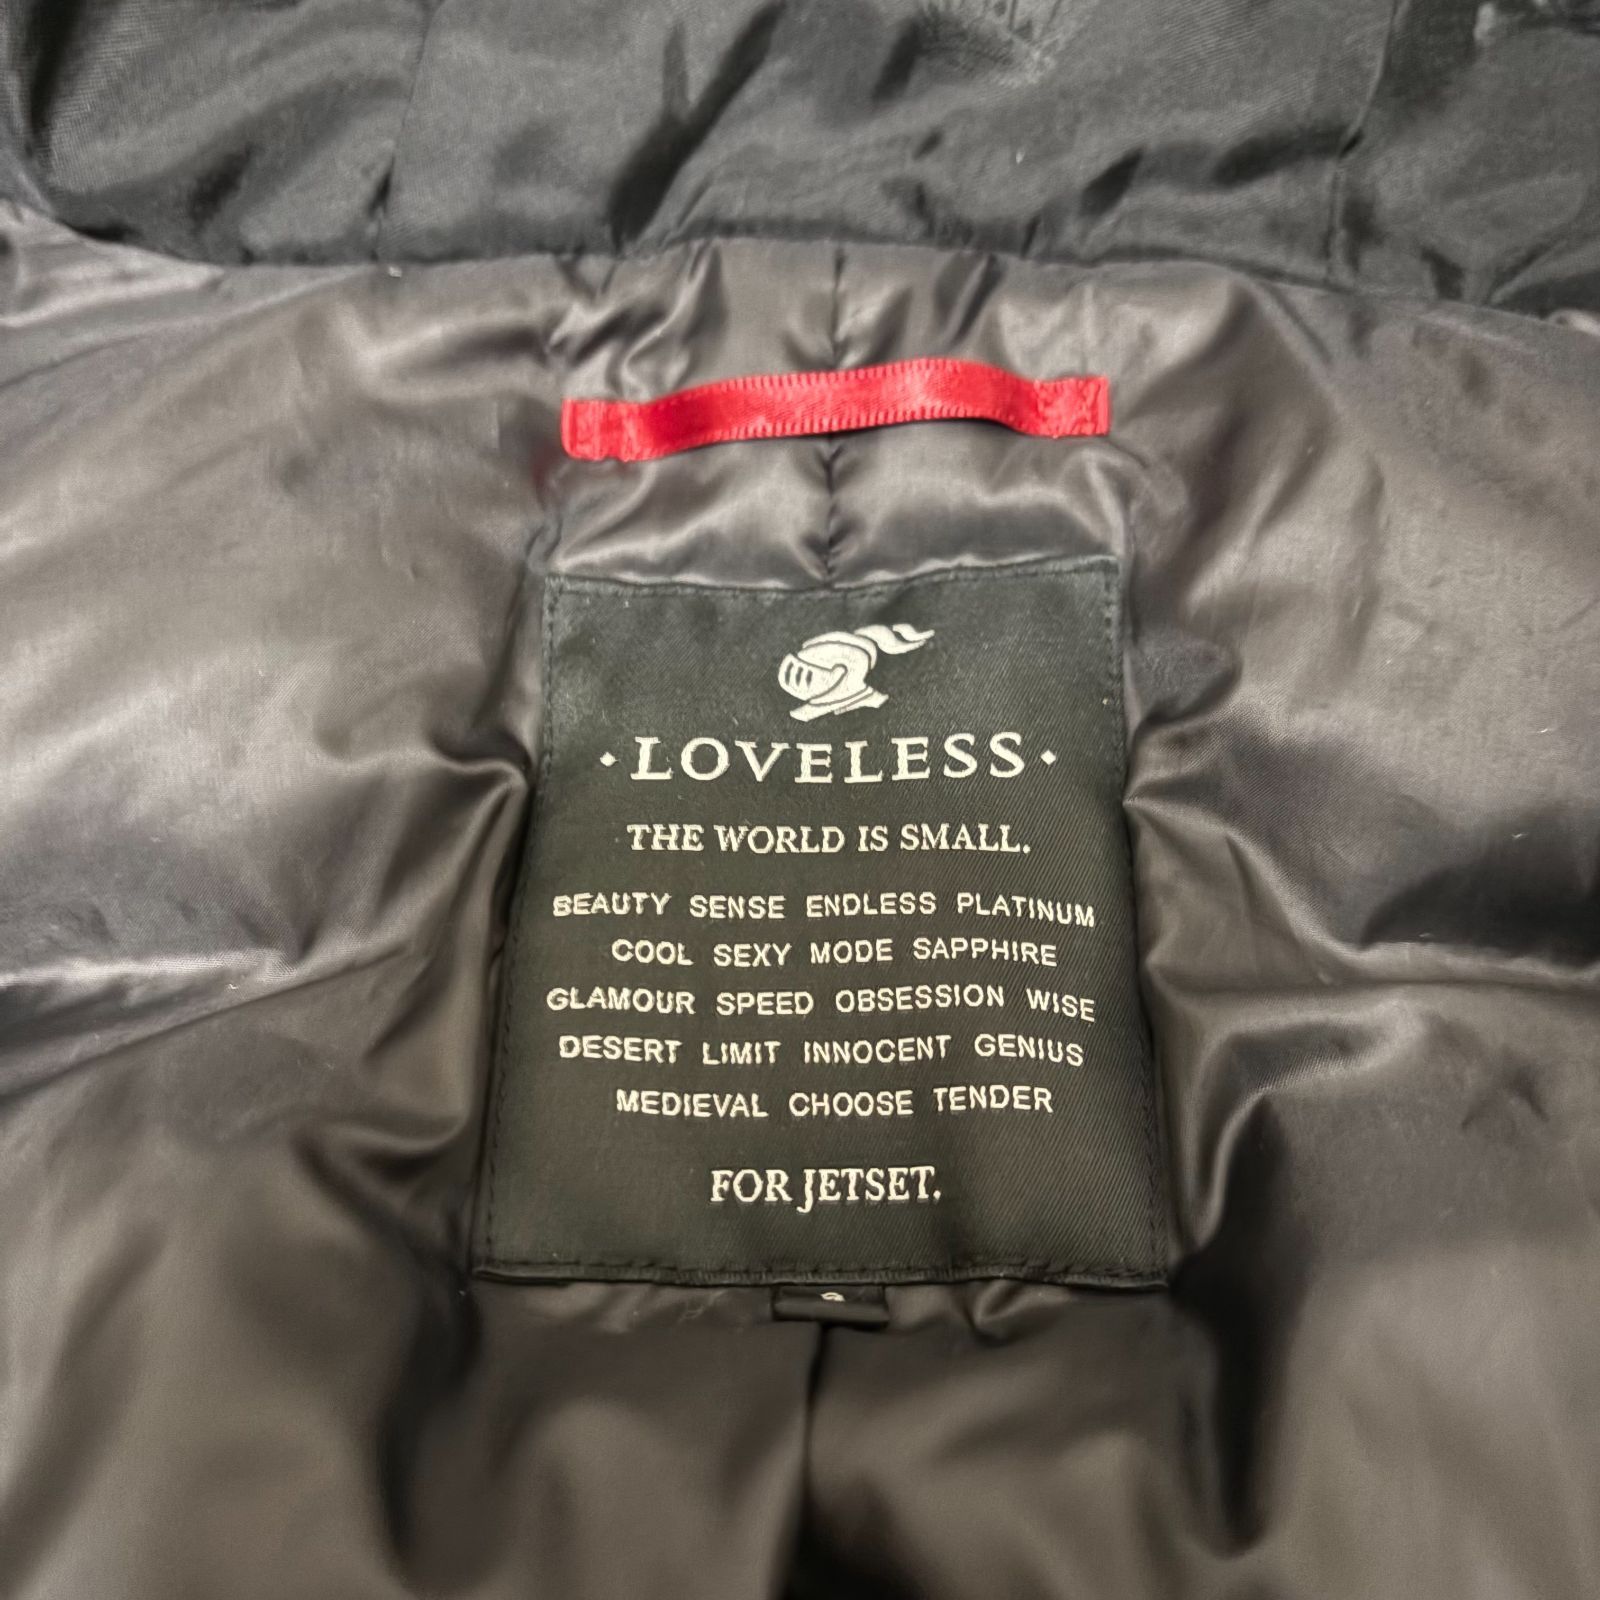 ·LOVELESS·
THE WORLD IS SMALL.
BEAUTY SENSE ENDLESS PLATINUM
COOL SEXY MODE SAPPHIRE
GLAMOUR SPEED OBSESSION WISE
DESERT LIMIT INNOCENT GENIUS
MEDIEVAL CHOOSE TENDER
FOR JETSET.